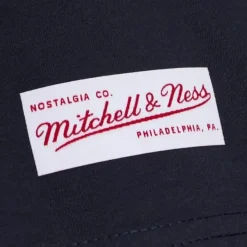 NOSTALGIA CO.
Mitchell & Ness
PHILADELPHIA, PA.